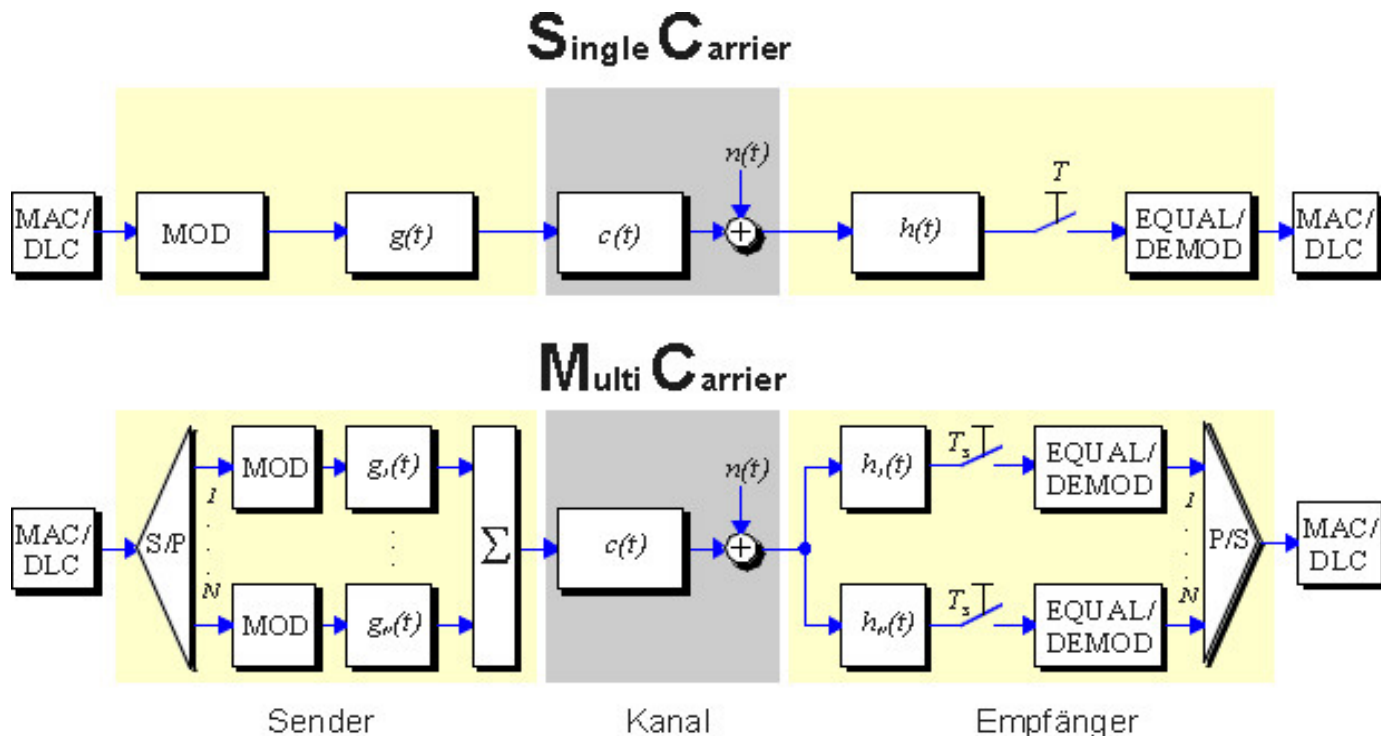 Single Carrier
n(t)
T
MAC/
DLC
MOD
g(t)
c(t)
+
h(t)
EQUAL/
DEMOD
MAC/
DLC
Multi Carrier
MAC/
DLC
S/P
1
.
.
.
N
MOD
g₁(t)
⋮
MOD
gₙ(t)
Σ
c(t)
n(t)
+
h₁(t)
Tₛ
EQUAL/
DEMOD
hₙ(t)
Tₛ
EQUAL/
DEMOD
1
.
.
.
N
P/S
MAC/
DLC
Sender
Kanal
Empfänger